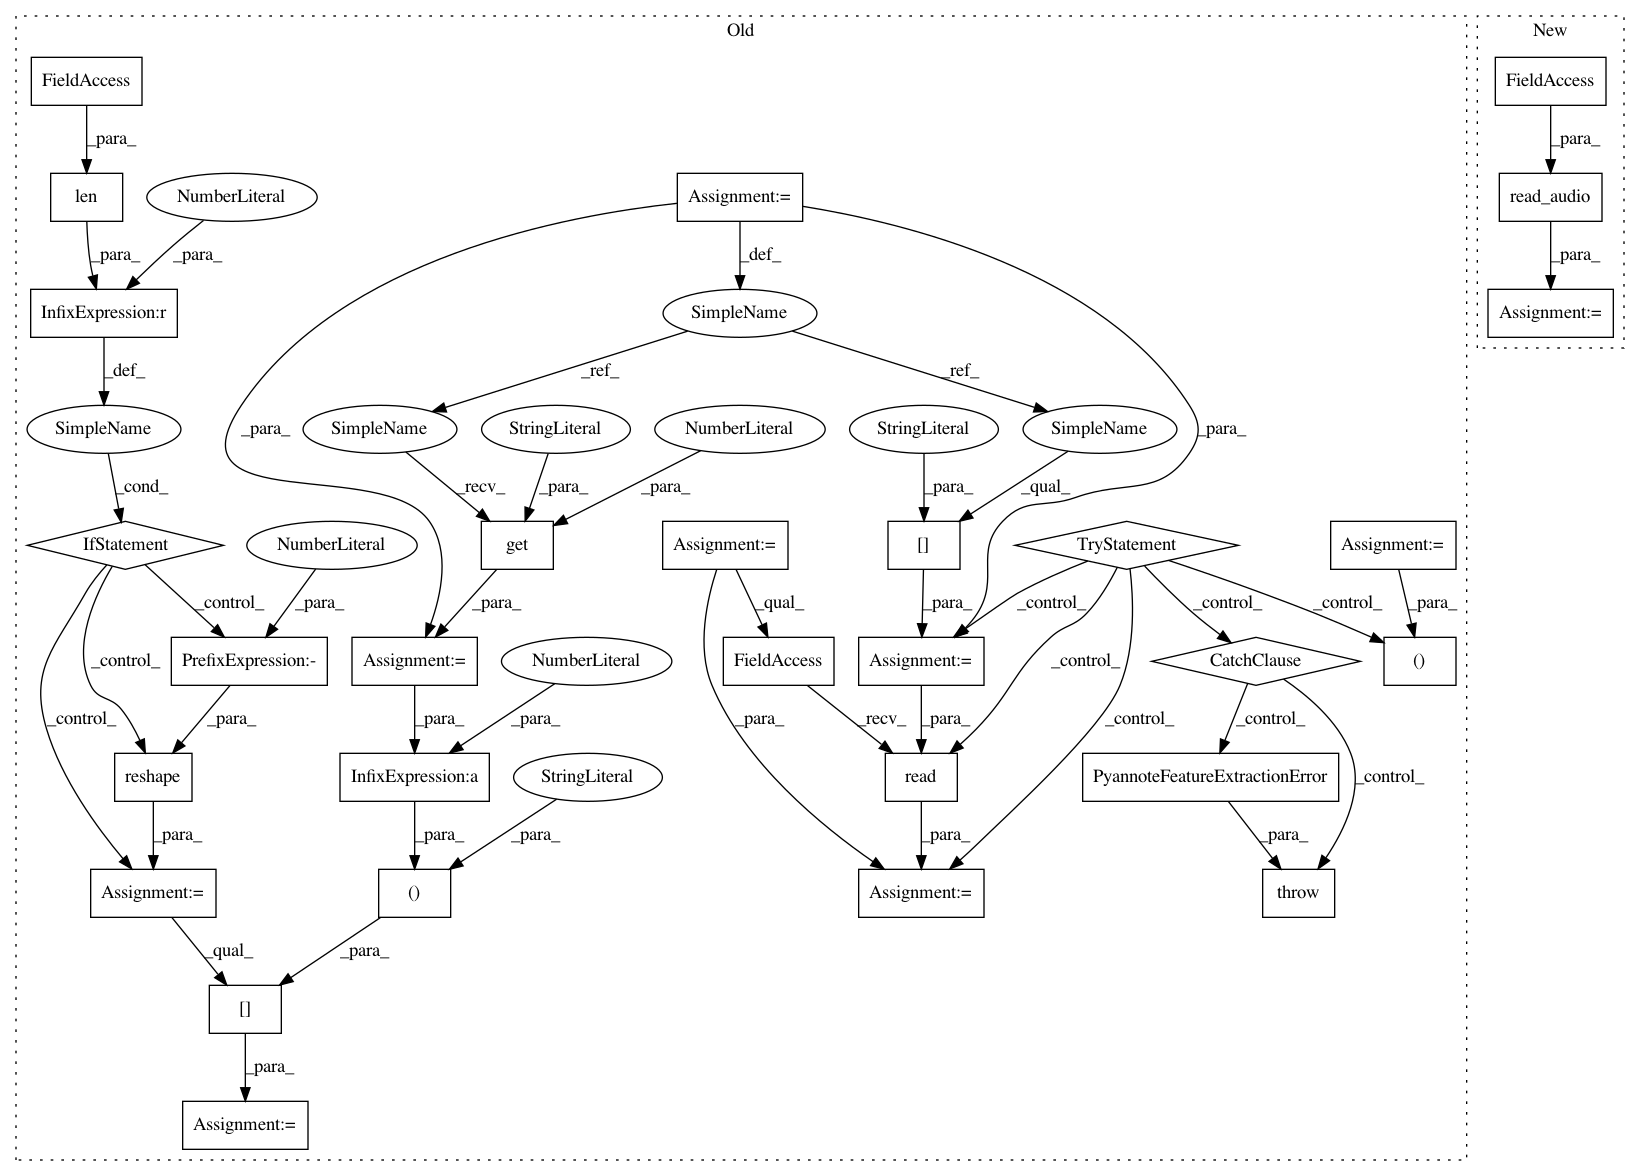 Old
New
FieldAccess
FieldAccess
_para_
_para_
len
NumberLiteral
Assignment:=
read_audio
_para_
_para_
_def_
_para_
InfixExpression:r
SimpleName
Assignment:=
_def_
_ref_
_ref_
SimpleName
SimpleName
StringLiteral
NumberLiteral
StringLiteral
SimpleName
_para_
_para_
_cond_
_recv_
_para_
_para_
_para_
_qual_
IfStatement
NumberLiteral
get
Assignment:=
[]
TryStatement
Assignment:=
_control_
_para_
_para_
_qual_
_para_
_control_
_control_
_control_
_para_
_control_
PrefixExpression:-
Assignment:=
NumberLiteral
FieldAccess
Assignment:=
CatchClause
()
_control_
_control_
_para_
_para_
_para_
_para_
_recv_
_para_
_control_
_control_
reshape
InfixExpression:a
StringLiteral
read
PyannoteFeatureExtractionError
_control_
_para_
_para_
_para_
_para_
_para_
Assignment:=
()
Assignment:=
throw
_qual_
_para_
[]
_para_
Assignment:=